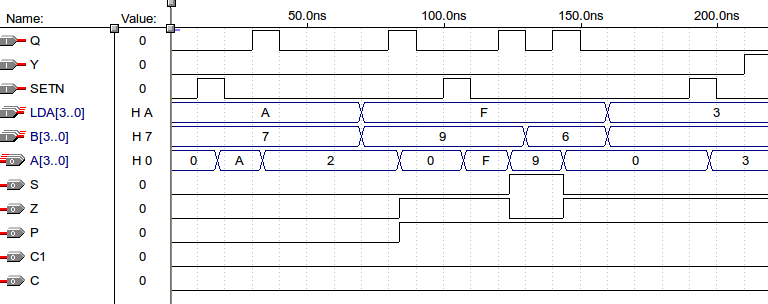 Name: Value: 50.0ns 100.0ns 150.0ns 200.0ns
Q 0
Y 0
SETN 0
LDA[3..0] H A A F 3
B[3..0] H 7 7 9 6
A[3..0] H 0 0 A 2 0 F 9 0 3
S 0
Z 0
P 0
C1 0
C 0